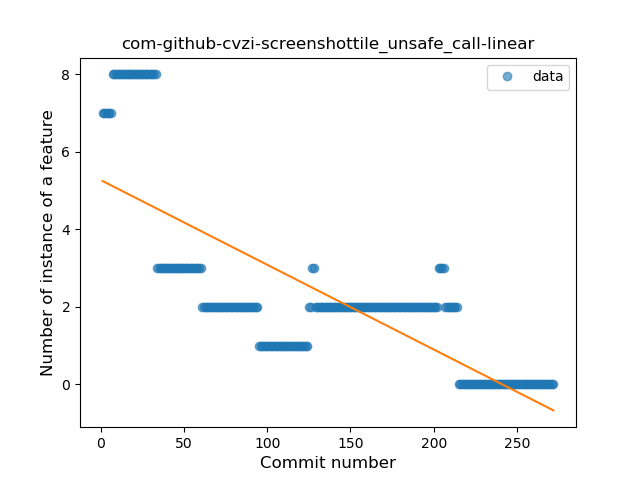 com-github-cvzi-screenshottile_unsafe_call-linear
data
Number of instance of a feature
8
6
4
2
0
0
50
100
150
200
250
Commit number